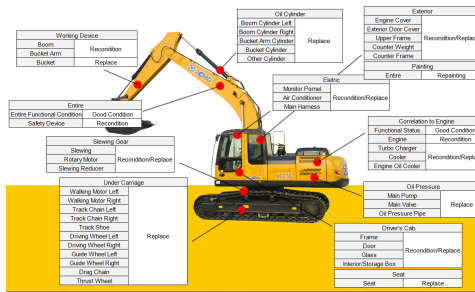 Working Device
Boom
Bucket Arm
Recondition
Bucket
Replace
Oil Cylinder
Boom Cylinder Left
Boom Cylinder Right
Bucket Arm Cylinder
Bucket Cylinder
Other Cylinder
Replace
Exterior
Engine Cover
Exterior Door Cover
Upper Frame
Counter Weight
Counter Frame
Recondition/Replace
Painting
Entire
Repainting
Eletric
Monitor Pornel
Air Conditioner
Main Harness
Recondition/Replace
Entire
Entire Functional Condition
Good Condition
Safety Device
Recondition
Correlation to Engine
Functional Status
Good Condition
Engine
Recondition
Turbo Charger
Cooler
Engine Oil Cooler
Recondition/Replace
Slewing Gear
Slewing
Rotary Motor
Slewing Reducer
Recondition/Replace
Oil Pressure
Main Pump
Main Valve
Oil Pressure Pipe
Replace
Under Carriage
Walking Motor Left
Walking Motor Right
Track Chain Left
Track Chain Right
Track Shoe
Driving Wheel Left
Driving Wheel Right
Guide Wheel Left
Guide Wheel Right
Drag Chain
Thrust Wheel
Replace
Driver's Cab
Frame
Door
Glass
Interior/Storage Box
Recondition/Replace
Seat
Seat
Replace
XCMG